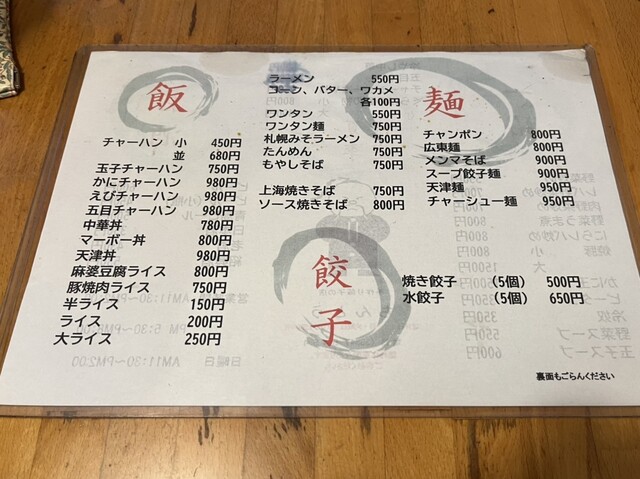 飯
チャーハン 小 450円
並 680円
玉子チャーハン 750円
かにチャーハン 980円
えびチャーハン 980円
五目チャーハン 980円
中華丼 780円
マーボー丼 800円
天津丼 980円
麻婆豆腐ライス 800円
豚焼肉ライス 750円
半ライス 150円
ライス 200円
大ライス 250円
ラーメン 550円
コーン、バター、ワカメ
各100円
ワンタン 550円
ワンタン麺 750円
札幌みそラーメン 750円
たんめん 750円
もやしそば 750円
上海焼きそば 750円
ソース焼きそば 800円
麺
チャンポン 800円
広東麺 800円
メンマそば 900円
スープ餃子麺 900円
天津麺 950円
チャーシュー麺 950円
餃子
焼き餃子 (5個) 500円
水餃子 (5個) 650円
裏面もごらんください